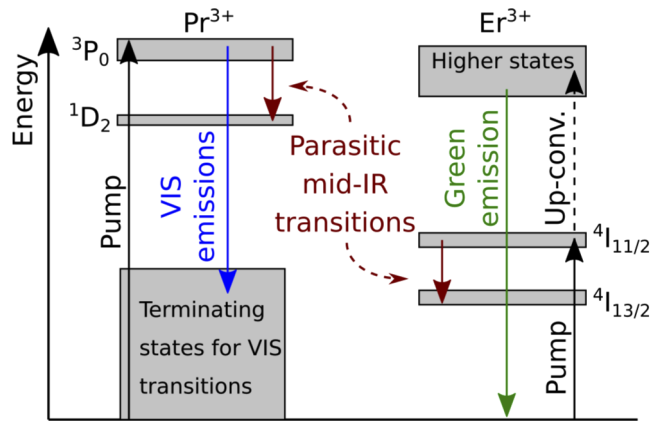 Pr³⁺
Er³⁺
Energy
³P₀
¹D₂
Pump
VIS
emissions
Terminating
states for VIS
transitions
Parasitic
mid-IR
transitions
Higher states
Green
emission
Up-conv.
⁴I₁₁/₂
⁴I₁₃/₂
Pump